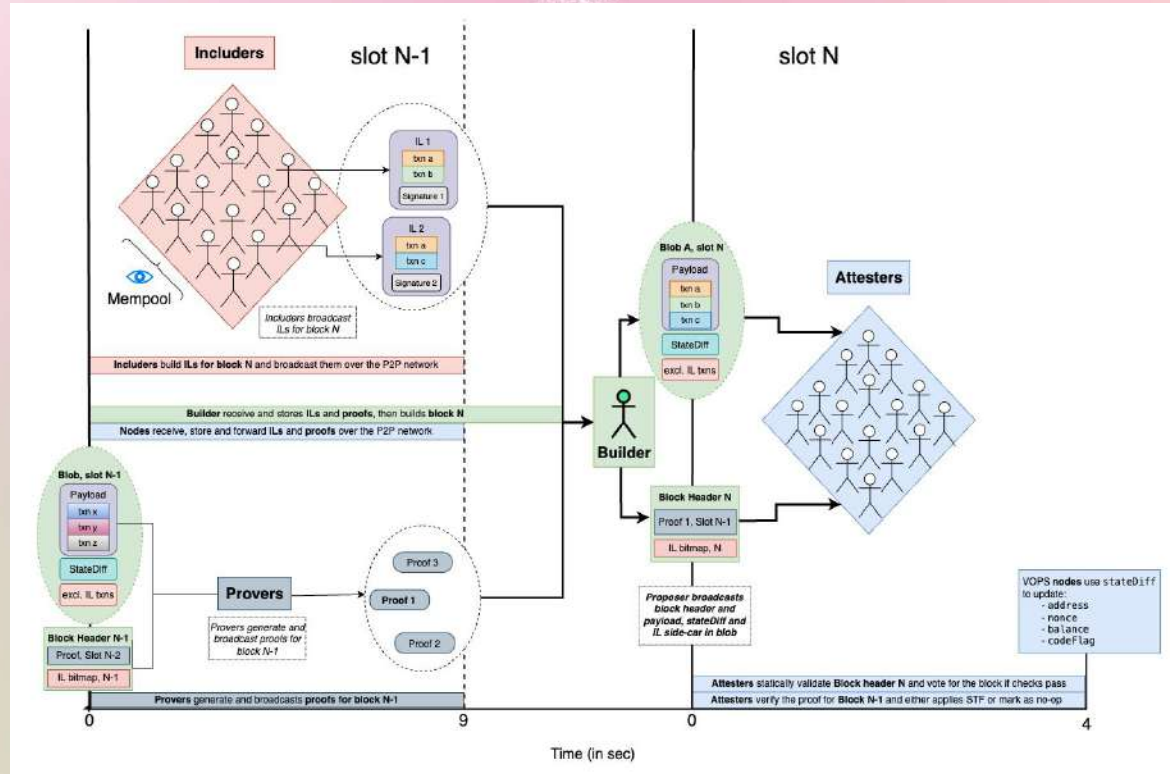 Includers
slot N-1
slot N
IL 1
txn a
txn b
Signature 1
IL 2
txn a
txn c
Signature 2
Mempool
Includers broadcast
ILs for block N
Includers build ILs for block N and broadcast them over the P2P network
Builder receive and stores ILs and proofs, then builds block N
Nodes receive, store and forward ILs and proofs over the P2P network
Blob, slot N-1
Payload
txn x
txn y
txn z
StateDiff
excl. IL txns
Block Header N-1
Proof, Slot N-2
IL bitmap, N-1
Provers
Provers generate and
broadcast proofs for
block N-1
Proof 3
Proof 1
Proof 2
Provers generate and broadcasts proofs for block N-1
Builder
Blob A, slot N
Payload
txn a
txn b
txn c
StateDiff
excl. IL txns
Attesters
Block Header N
Proof 1, Slot N-1
IL bitmap, N
Proposer broadcasts
block header and
payload, stateDiff and
IL side-car in blob
VOPS nodes use stateDiff
to update:
- address
- nonce
- balance
- codeFlag
Attesters statically validate Block header N and vote for the block if checks pass
Attesters verify the proof for Block N-1 and either applies STF or mark as no-op
0
9
0
4
Time (in sec)